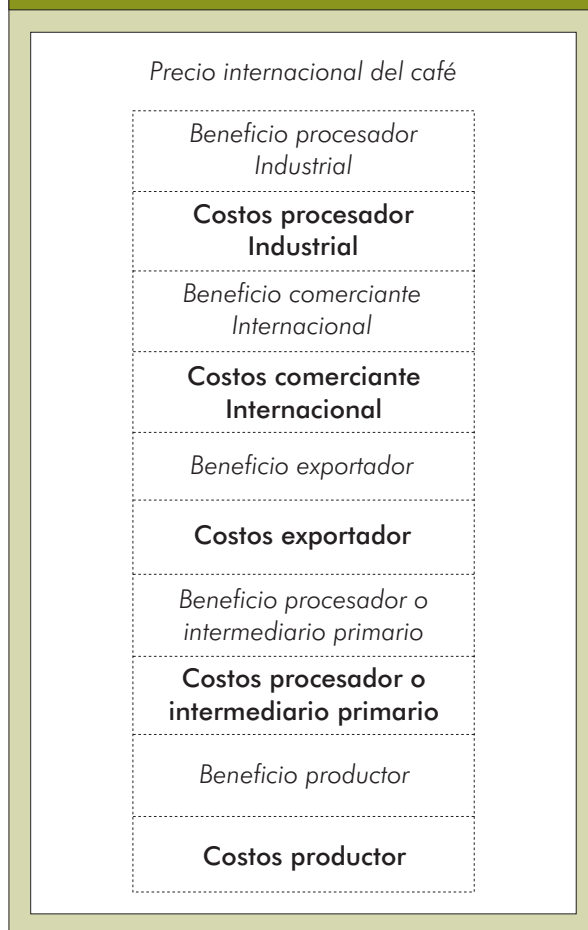 Precio internacional del café
Beneficio procesador
Industrial
Costos procesador
Industrial
Beneficio comerciante
Internacional
Costos comerciante
Internacional
Beneficio exportador
Costos exportador
Beneficio procesador o
intermediario primario
Costos procesador o
intermediario primario
Beneficio productor
Costos productor